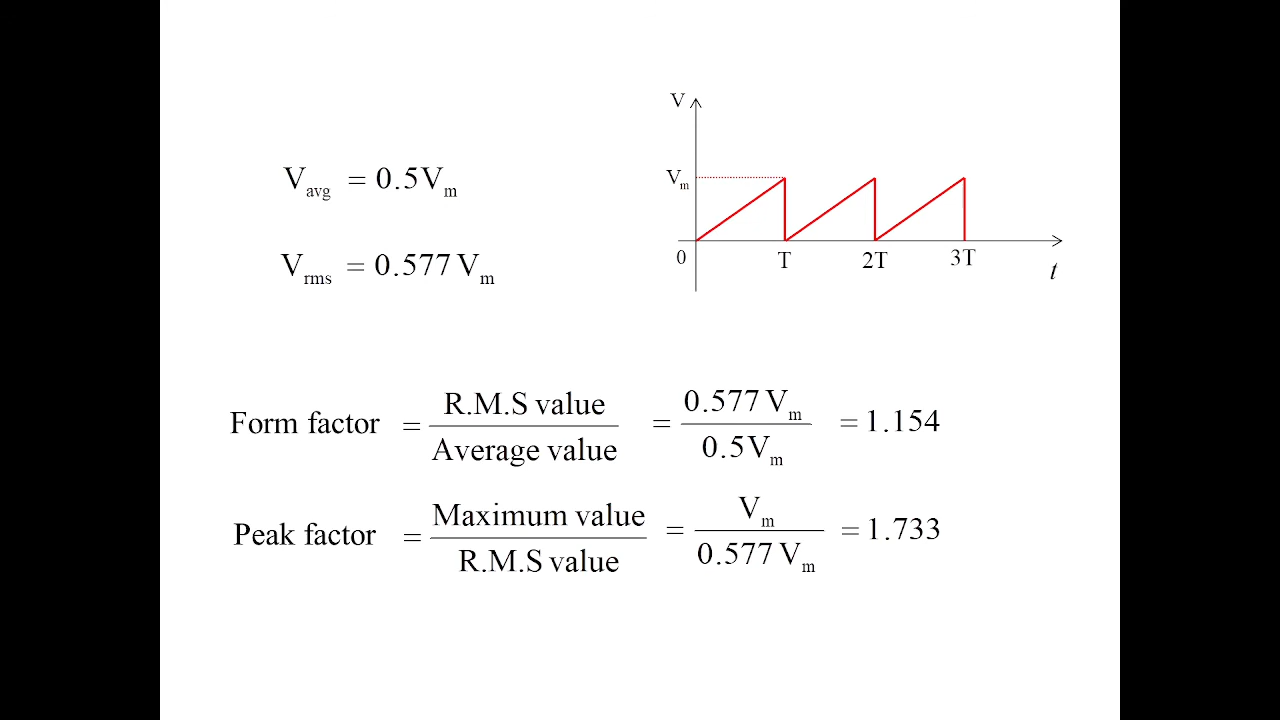 V
V_avg = 0.5V_m
V_m
V_rms = 0.577 V_m
0 T 2T 3T t
Form factor = R.M.S value / Average value = 0.577 V_m / 0.5V_m = 1.154
Peak factor = Maximum value / R.M.S value = V_m / 0.577 V_m = 1.733